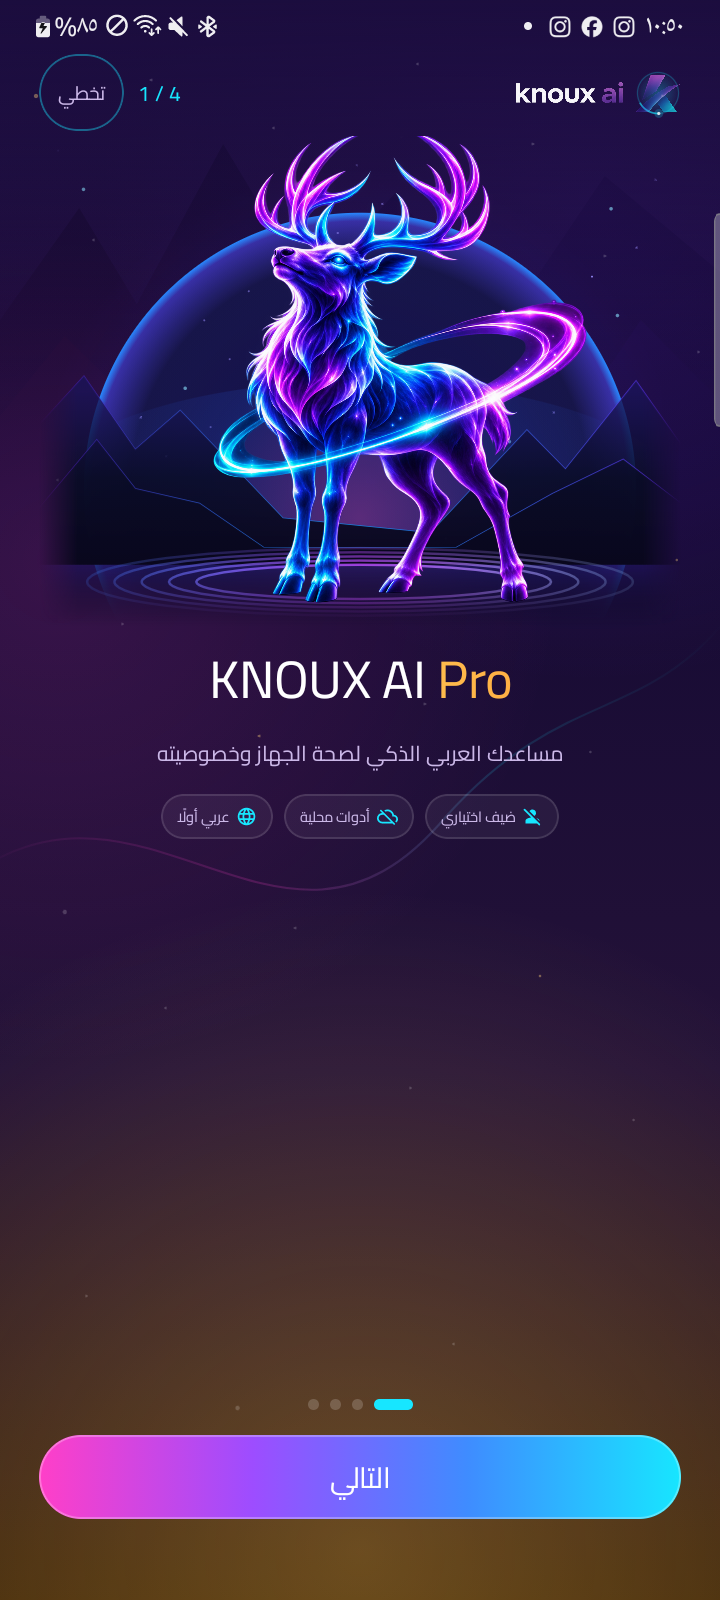 ١٠:٥٠
%٨٥
knoux ai
1 / 4
تخطي
KNOUX AI Pro
مساعدك العربي الذكي لصحة الجهاز وخصوصيته
ضيف اختياري
أدوات محلية
عربي أولًا
التالي